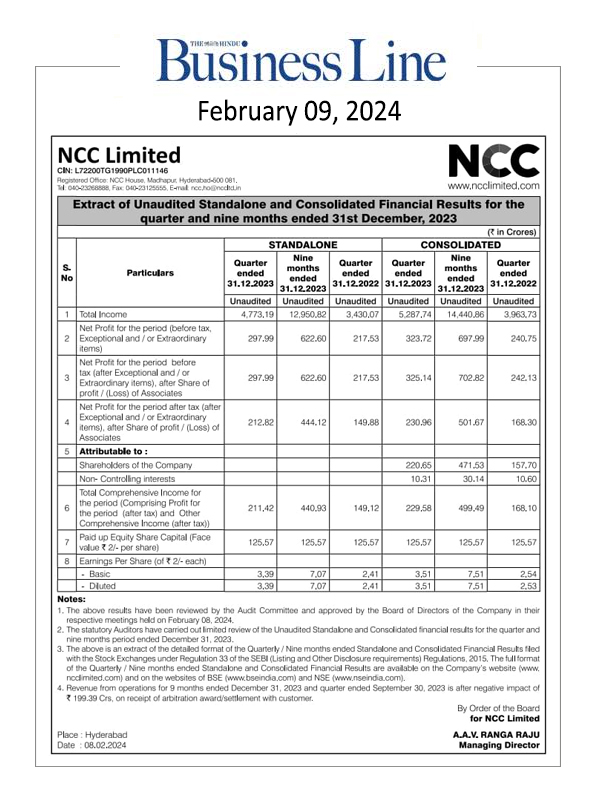 THE HINDU
Business Line
February 09, 2024
NCC Limited
CIN: L72200TG1990PLC011146
Registered Office: NCC House, Madhapur, Hyderabad-500 081,
Tel: 040-23268888, Fax: 040-23125555, E-mail: ncc.ho@nccltd.in
NCC
www.ncclimited.com
Extract of Unaudited Standalone and Consolidated Financial Results for the
quarter and nine months ended 31st December, 2023
(₹ in Crores)
S. No Particulars STANDALONE CONSOLIDATED
Quarter ended 31.12.2023 Nine months ended 31.12.2023 Quarter ended 31.12.2022 Quarter ended 31.12.2023 Nine months ended 31.12.2023 Quarter ended 31.12.2022
Unaudited Unaudited Unaudited Unaudited Unaudited Unaudited
1 Total Income 4,773.19 12,950.82 3,430.07 5,287.74 14,440.86 3,963.73
2 Net Profit for the period (before tax,
Exceptional and / or Extraordinary 297.99 622.60 217.53 323.72 697.99 240.75
items)
3 Net Profit for the period before
tax (after Exceptional and / or
Extraordinary items), after Share of 297.99 622.60 217.53 325.14 702.82 242.13
profit / (Loss) of Associates
4 Net Profit for the period after tax (after
Exceptional and / or Extraordinary
items), after Share of profit / (Loss) of 212.82 444.12 149.88 230.96 501.67 168.30
Associates
5 Attributable to :
Shareholders of the Company 220.65 471.53 157.70
Non- Controlling interests 10.31 30.14 10.60
6 Total Comprehensive Income for
the period (Comprising Profit for
the period (after tax) and Other 211.42 440.93 149.12 229.58 499.49 168.10
Comprehensive Income (after tax))
7 Paid up Equity Share Capital (Face
value ₹ 2/- per share) 125.57 125.57 125.57 125.57 125.57 125.57
8 Earnings Per Share (of ₹ 2/- each)
- Basic 3.39 7.07 2.41 3.51 7.51 2.54
- Diluted 3.39 7.07 2.41 3.51 7.51 2.53
Notes:
1. The above results have been reviewed by the Audit Committee and approved by the Board of Directors of the Company in their
respective meetings held on February 08, 2024.
2. The statutory Auditors have carried out limited review of the Unaudited Standalone and Consolidated financial results for the quarter and
nine months period ended December 31, 2023.
3. The above is an extract of the detailed format of the Quarterly / Nine months ended Standalone and Consolidated Financial Results filed
with the Stock Exchanges under Regulation 33 of the SEBI (Listing and Other Disclosure requirements) Regulations, 2015. The full format
of the Quarterly / Nine months ended Standalone and Consolidated Financial Results are available on the Company's website (www.
ncclimited.com) and on the websites of BSE (www.bseindia.com) and NSE (www.nseindia.com).
4. Revenue from operations for 9 months ended December 31, 2023 and quarter ended September 30, 2023 is after negative impact of
₹ 199.39 Crs, on receipt of arbitration award/settlement with customer.
By Order of the Board
for NCC Limited
A.A.V. RANGA RAJU
Managing Director
Place : Hyderabad
Date : 08.02.2024